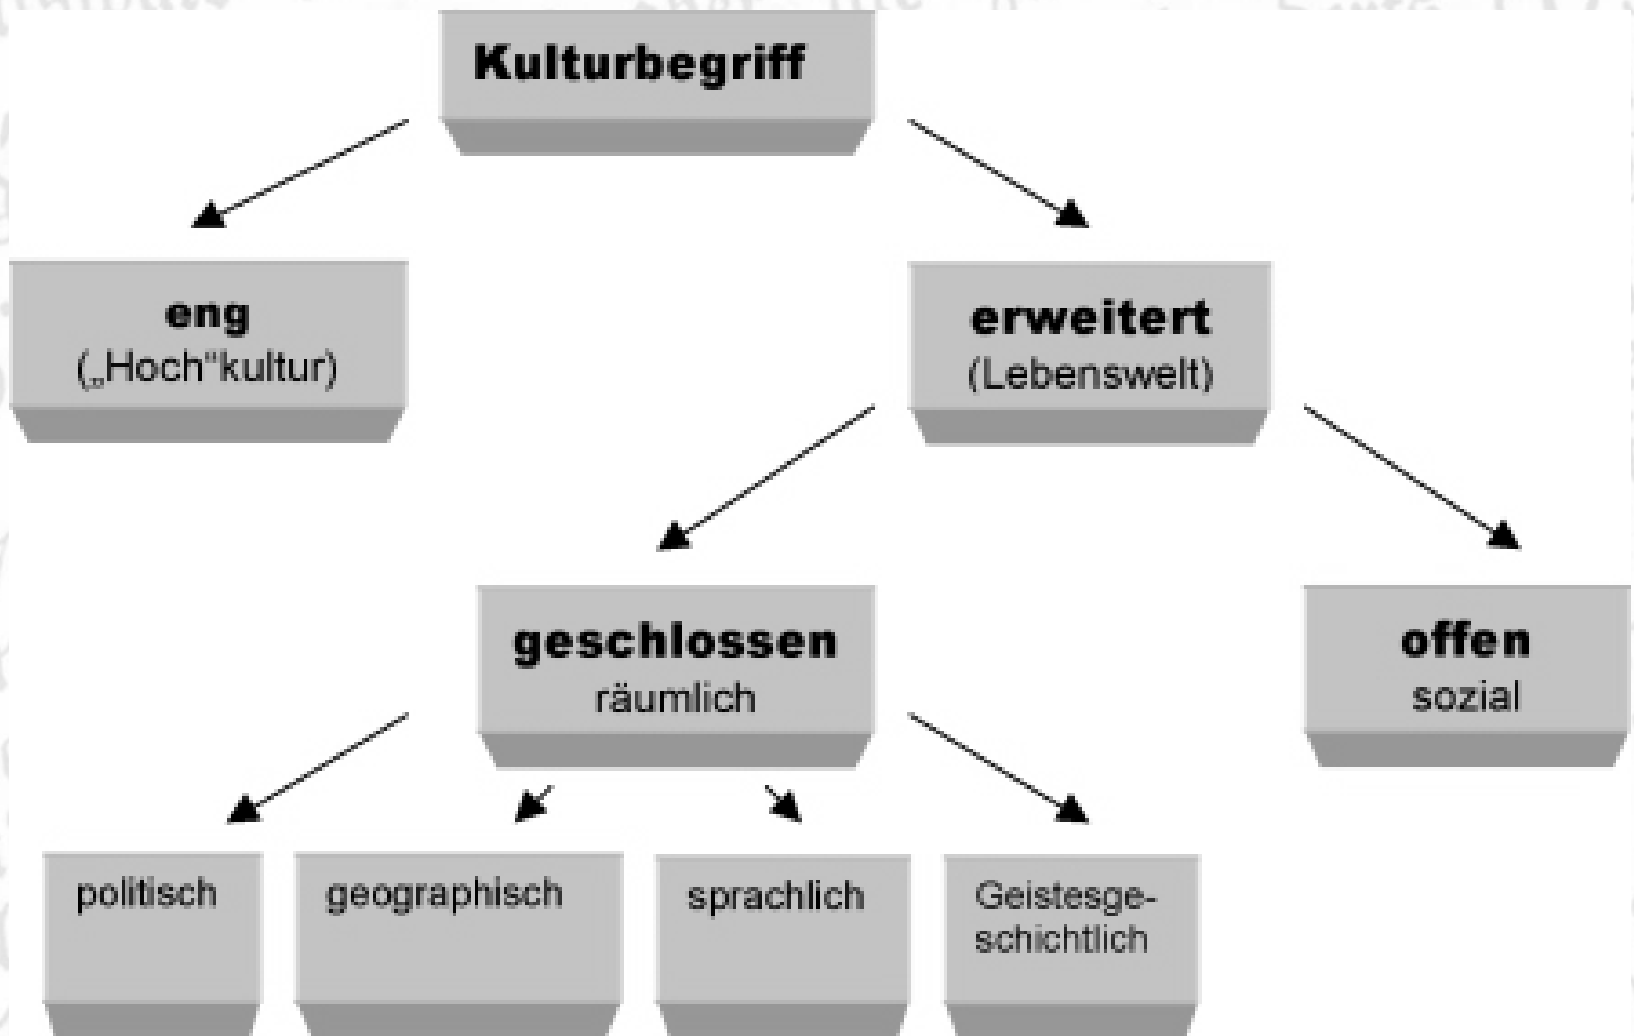 Kulturbegriff
eng
(„Hoch“kultur)
erweitert
(Lebenswelt)
geschlossen
räumlich
offen
sozial
politisch
geographisch
sprachlich
Geistesge-
schichtlich